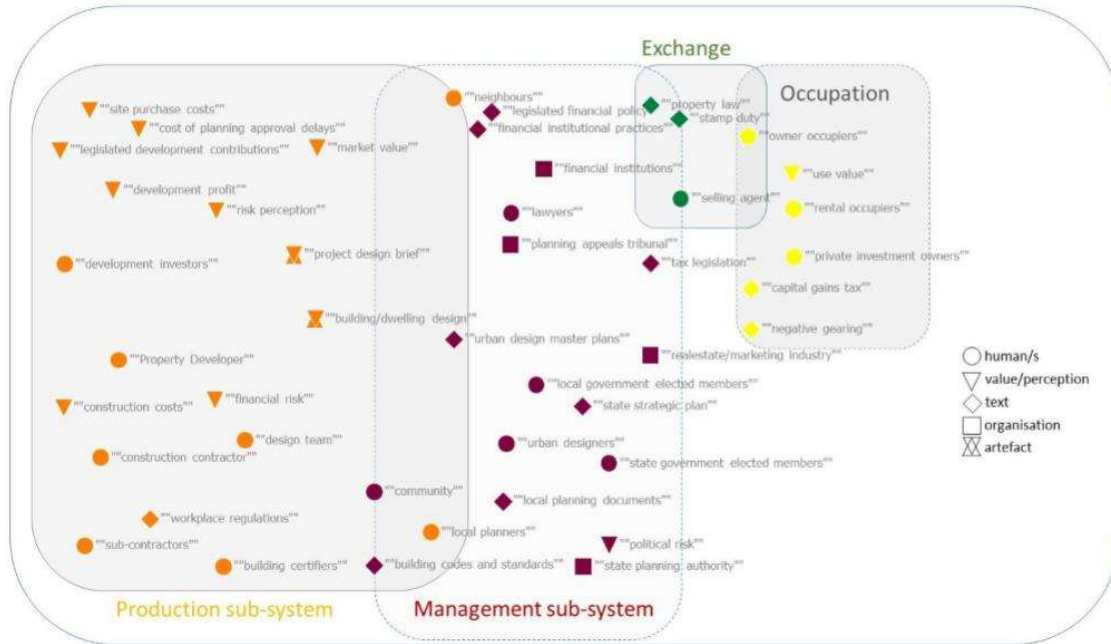 Exchange
Occupation
""site purchase costs""
""cost of planning approval delays""
""legislated development contributions""
""market value""
""development profit""
""risk perception""
""development investors""
""project design brief""
""building/dwelling design""
""Property Developer""
""construction costs""
""financial risk""
""design team""
""construction contractor""
""workplace regulations""
""sub-contractors""
""building certifiers""
""neighbours""
""legislated financial policy""
""financial institutional practices""
""financial institutions""
""lawyers""
""planning appeals tribunal""
""tax legislation""
""urban design master plans""
""realestate/marketing industry""
""local government elected members""
""state strategic plan""
""urban designers""
""state government elected members""
""community""
""local planning documents""
""local planners""
""political risk""
""building codes and standards""
""state planning authority""
""property law""
""stamp duty""
""selling agent""
""owner occupiers""
""use value""
""rental occupiers""
""private investment owners""
""capital gains tax""
""negative gearing""
human/s
value/perception
text
organisation
artefact
Production sub-system
Management sub-system